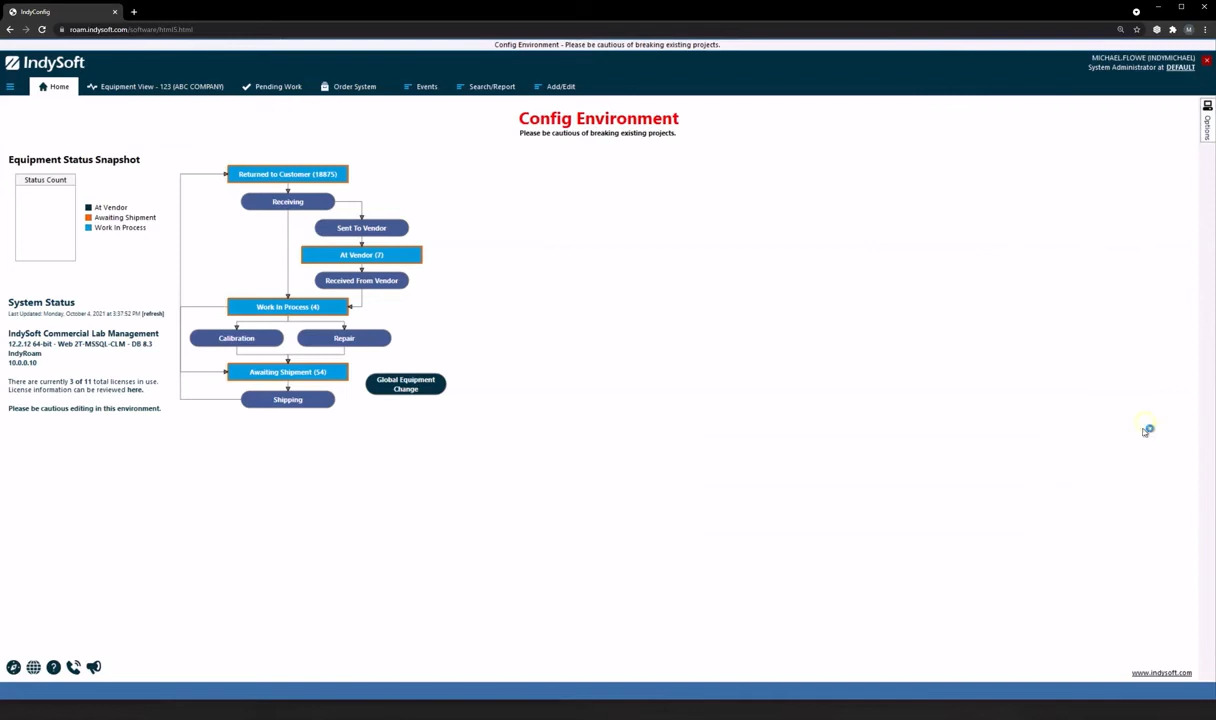 IndyConfig
roam.indysoft.com/software/html5.html
Config Environment - Please be cautious of breaking existing projects.
IndySoft
MICHAEL.FLOWE (INDYMICHAEL)
System Administrator at DEFAULT
Home
Equipment View - 123 (ABC COMPANY)
Pending Work
Order System
Events
Search/Report
Add/Edit
Config Environment
Please be cautious of breaking existing projects.
Options
Equipment Status Snapshot
Status Count
At Vendor
Awaiting Shipment
Work In Process
Returned to Customer (18875)
Receiving
Sent To Vendor
At Vendor (7)
Received From Vendor
Work In Process (4)
Calibration
Repair
Awaiting Shipment (54)
Global Equipment
Change
Shipping
System Status
Last Updated: Monday, October 4, 2021 at 3:37:52 PM [refresh]
IndySoft Commercial Lab Management
12.2.12 64-bit - Web 2T-MSSQL-CLM - DB 8.3
IndyRoam
10.0.0.10
There are currently 3 of 11 total licenses in use.
License information can be reviewed here.
Please be cautious editing in this environment.
www.indysoft.com